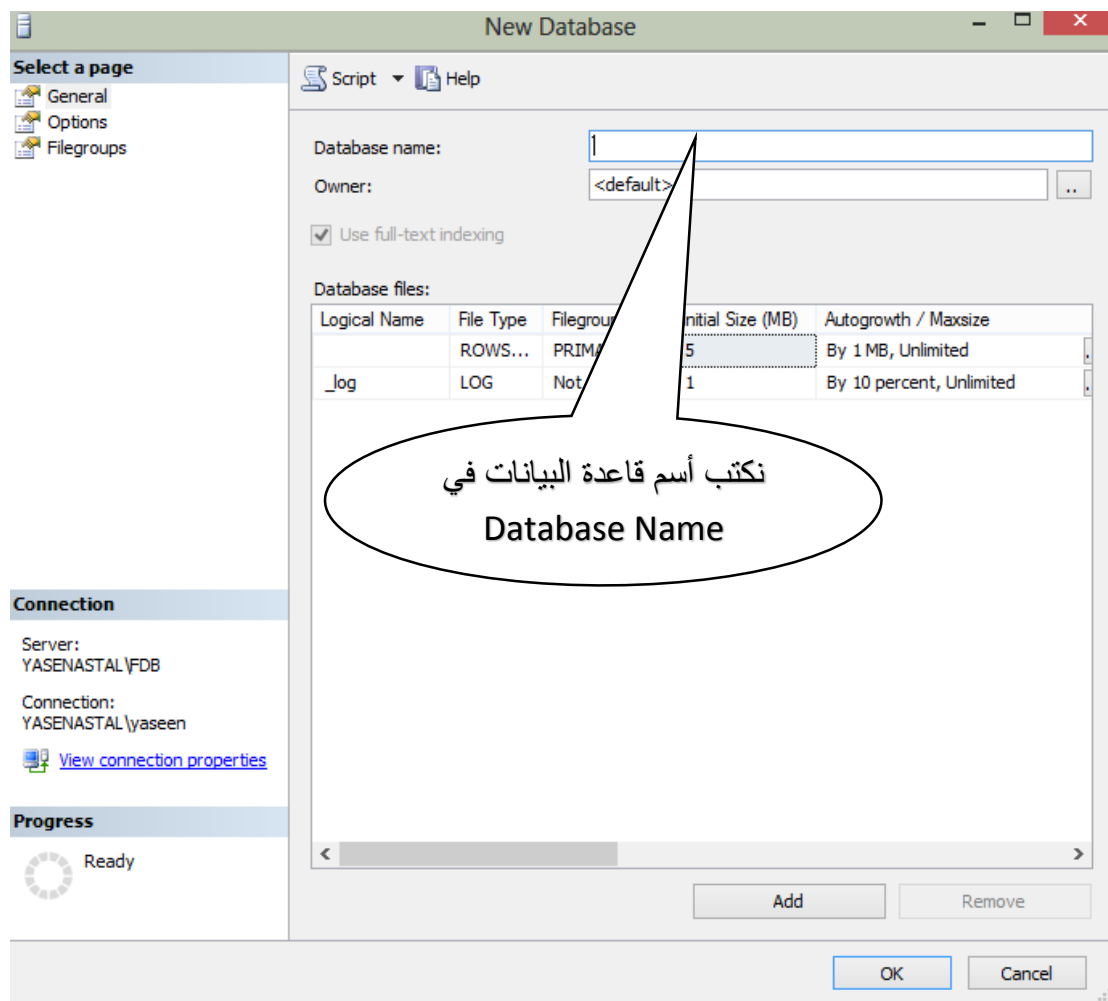 New Database
Select a page
General
Options
Filegroups
Script Help
Database name:
Owner: <default>
Use full-text indexing
Database files:
Logical Name File Type Filegrou nitial Size (MB) Autogrowth / Maxsize
ROWS... PRIMA 5 By 1 MB, Unlimited
_log LOG Not 1 By 10 percent, Unlimited
نكتب أسم قاعدة البيانات في
Database Name
Connection
Server:
YASENASTAL\FDB
Connection:
YASENASTAL\yaseen
View connection properties
Progress
Ready
Add Remove
OK Cancel